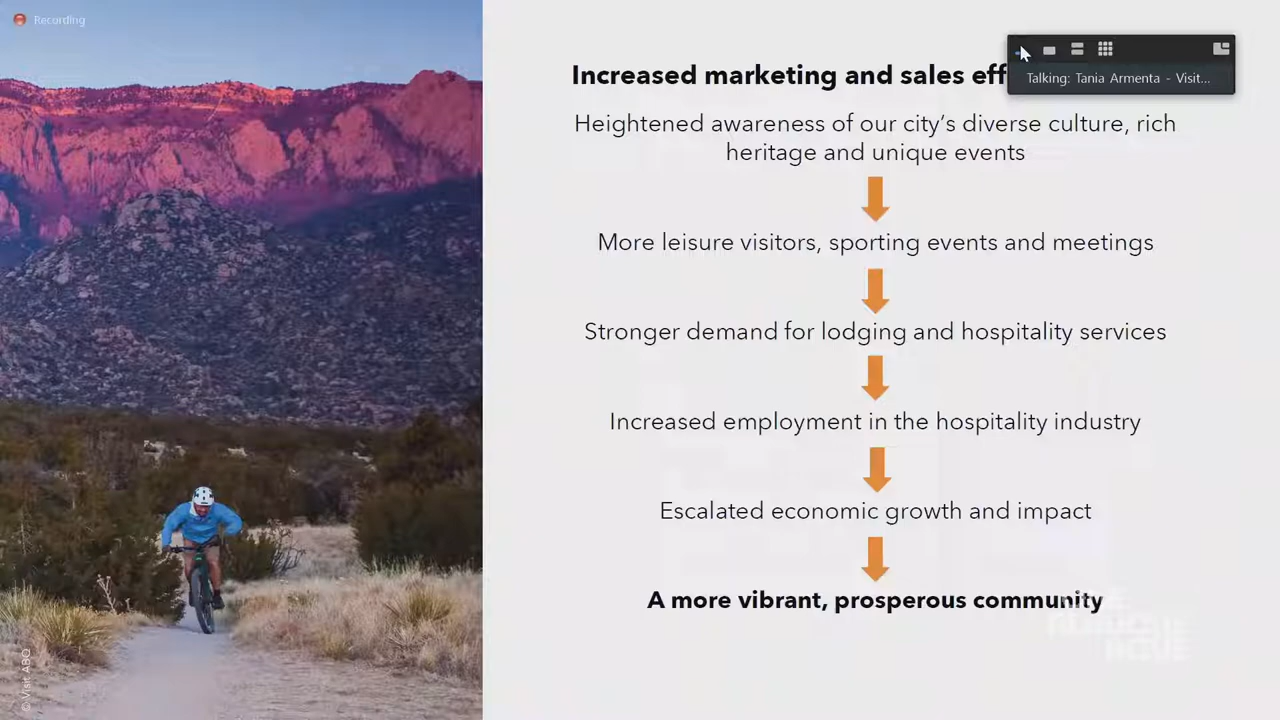 Recording
Increased marketing and sales eff
Talking: Tania Armenta - Visit...
Heightened awareness of our city's diverse culture, rich
heritage and unique events
More leisure visitors, sporting events and meetings
Stronger demand for lodging and hospitality services
Increased employment in the hospitality industry
Escalated economic growth and impact
A more vibrant, prosperous community
© Visit ABQ